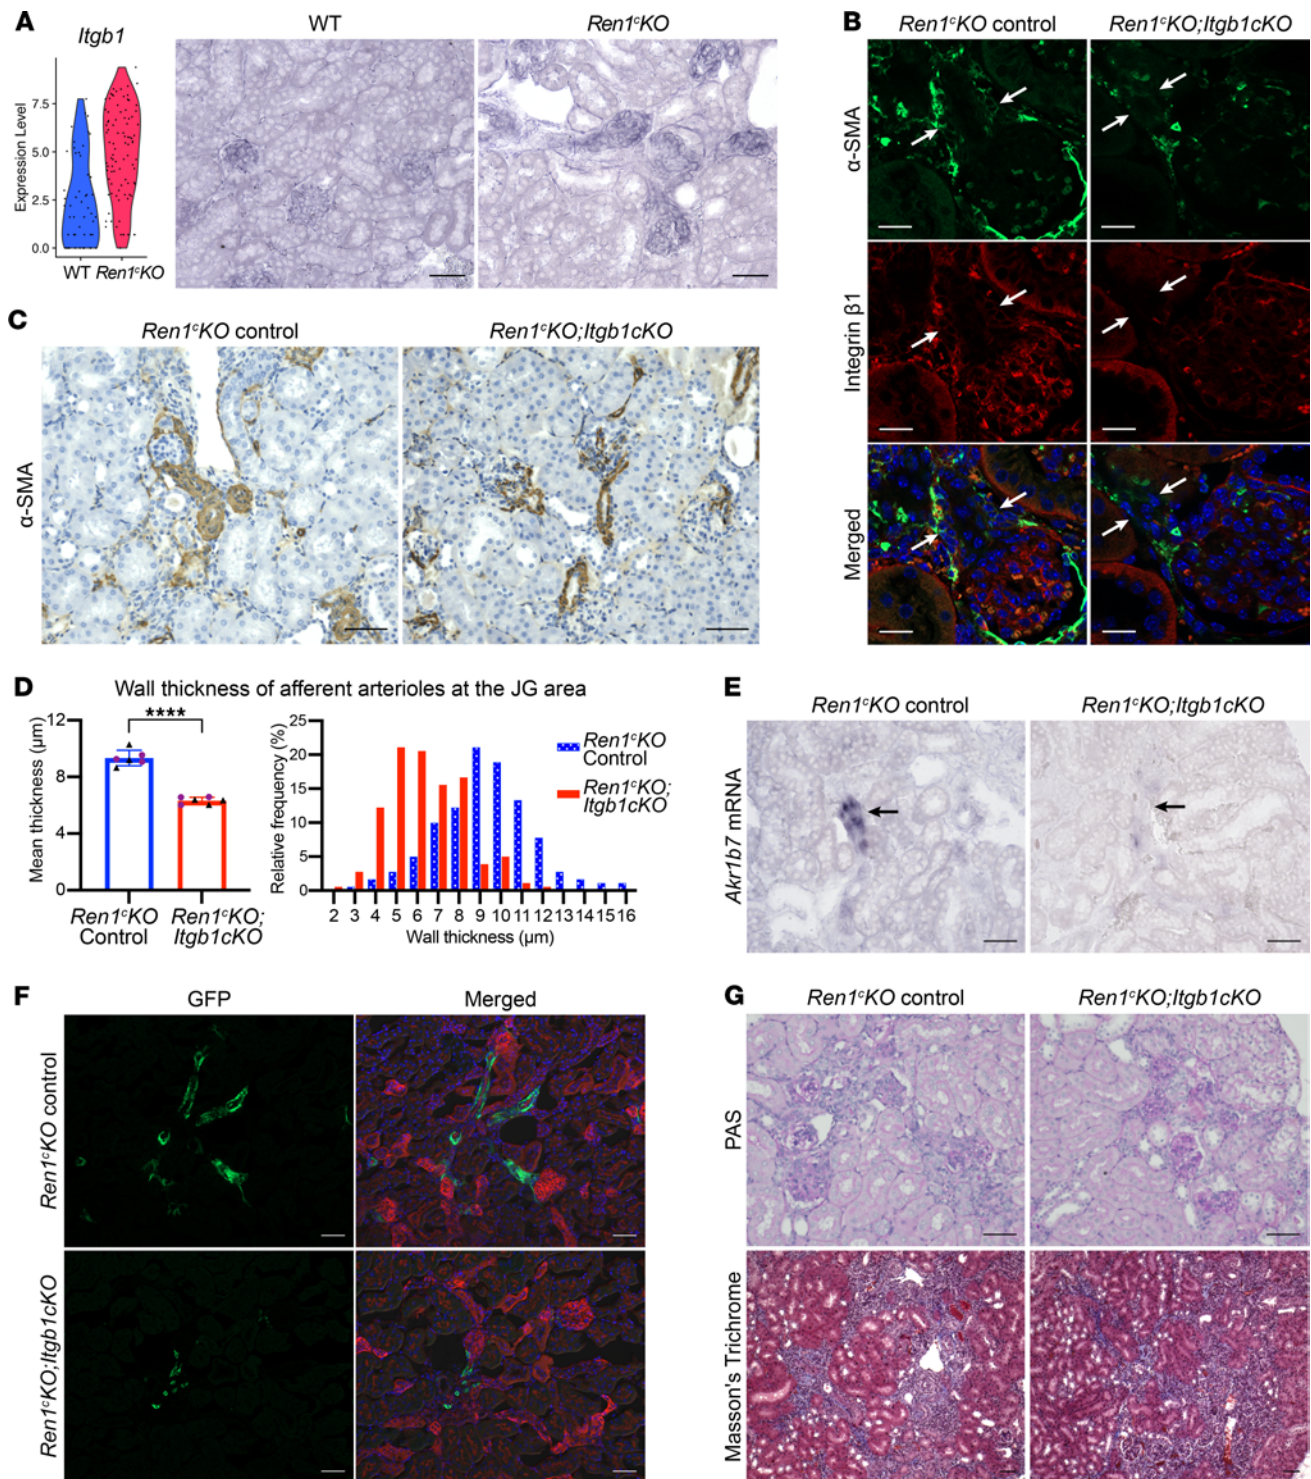 A
Itgb1
Expression Level
7.5
5.0
2.5
0.0
WT Ren1ᶜKO
WT
Ren1ᶜKO
B
Ren1ᶜKO control
Ren1ᶜKO;Itgb1cKO
α-SMA
Integrin β1
Merged
C
Ren1ᶜKO control
Ren1ᶜKO;Itgb1cKO
α-SMA
D
Wall thickness of afferent arterioles at the JG area
Mean thickness (μm)
12
8
4
0
****
Ren1ᶜKO
Control
Ren1ᶜKO;
Itgb1cKO
Relative frequency (%)
25
20
15
10
5
0
2 3 4 5 6 7 8 9 10 11 12 13 14 15 16
Wall thickness (μm)
Ren1ᶜKO
Control
Ren1ᶜKO;
Itgb1cKO
E
Ren1ᶜKO control
Ren1ᶜKO;Itgb1cKO
Akr1b7 mRNA
F
GFP
Merged
Ren1ᶜKO control
Ren1ᶜKO;Itgb1cKO
G
Ren1ᶜKO control
Ren1ᶜKO;Itgb1cKO
PAS
Masson's Trichrome